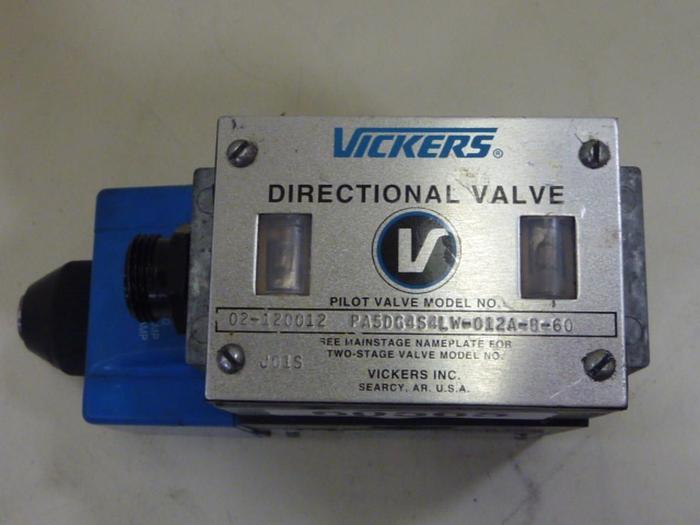 VICKERS®
DIRECTIONAL VALVE
V
PILOT VALVE MODEL NO.
02-120012 PA5DG4S4LW-012A-B-60
SEE MAINSTAGE NAMEPLATE FOR
TWO-STAGE VALVE MODEL NO.
J01S
VICKERS INC.
SEARCY, AR. U.S.A.